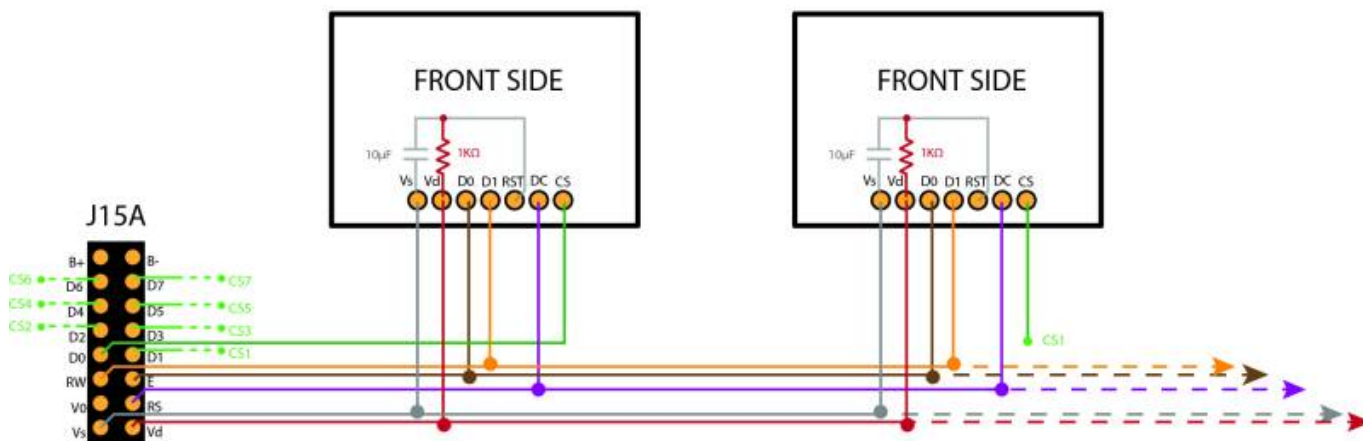 FRONT SIDE
10µF
1KΩ
Vs Vd D0 D1 RST DC CS
FRONT SIDE
10µF
1KΩ
Vs Vd D0 D1 RST DC CS
J15A
B+ B-
CS6 D6 D7 CS7
CS4 D4 D5 CS5
CS2 D2 D3 CS3
D0 D1 CS1
CS1
RW E
V0 RS
Vs Vd